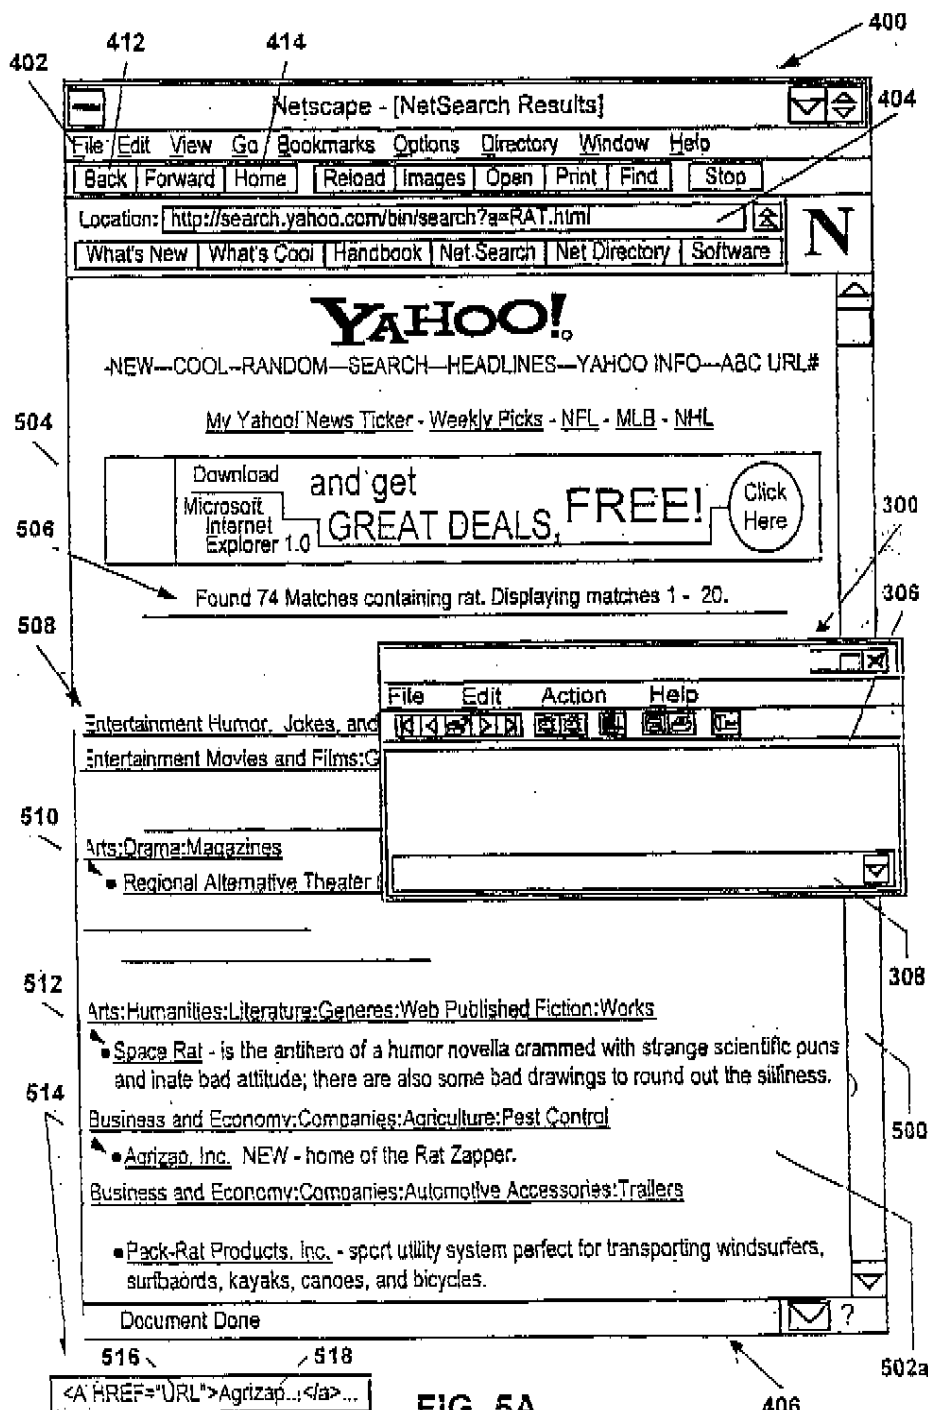 400
412 414
402
Netscape - [NetSearch Results]
404
File Edit View Go Bookmarks Options Directory Window Help
Back Forward Home Reload Images Open Print Find Stop
Location: http://search.yahoo.com/bin/search?a=RAT.html
N
What's New What's Cool Handbook Net Search Net Directory Software
YAHOO!
-NEW---COOL--RANDOM---SEARCH---HEADLINES---YAHOO INFO---ABC URL#
My Yahoo! News Ticker - Weekly Picks - NFL - MLB - NHL
504
Download
Microsoft
Internet
Explorer 1.0
and get
GREAT DEALS,
FREE!
Click
Here
300
506
Found 74 Matches containing rat. Displaying matches 1 - 20.
306
508
File Edit Action Help
Entertainment Humor, Jokes, and
Entertainment Movies and Films:G
510
Arts:Drama:Magazines
• Regional Alternative Theater
308
512
Arts:Humanities:Literature:Generes:Web Published Fiction:Works
• Space Rat - is the antihero of a humor novella crammed with strange scientific puns
and inate bad attitude; there are also some bad drawings to round out the silliness.
514
Business and Economy:Companies:Agriculture:Pest Control
500
• Agrizap, Inc. NEW - home of the Rat Zapper.
Business and Economy:Companies:Automotive Accessories:Trailers
• Pack-Rat Products, Inc. - sport utility system perfect for transporting windsurfers,
surfbaords, kayaks, canoes, and bicycles.
Document Done ?
516 518
502a
<A HREF="URL">Agrizap...</a>...
FIG. 5A
406